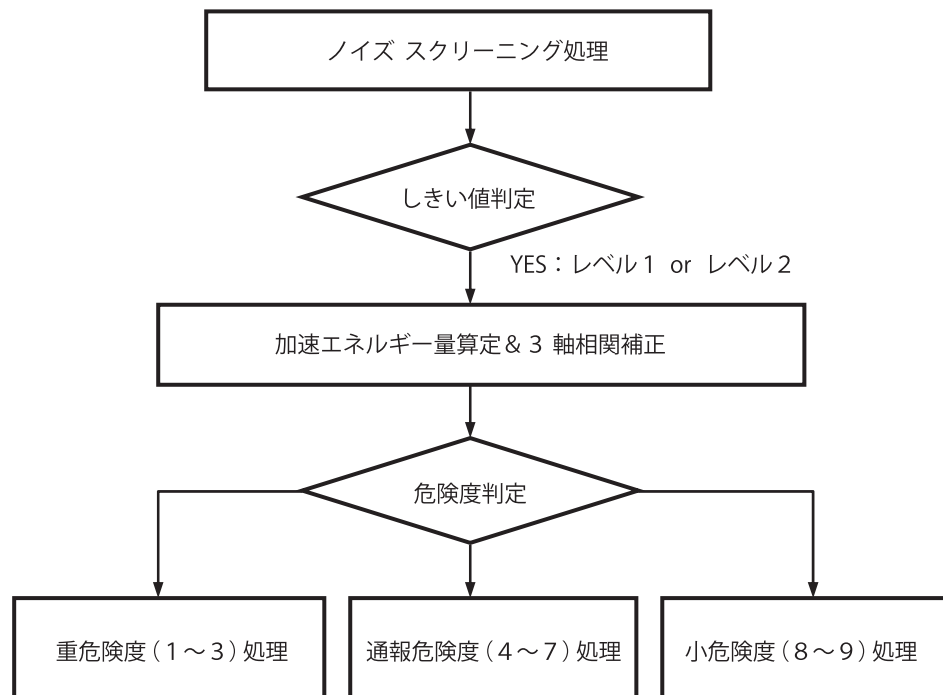 ノイズ スクリーニング処理
しきい値判定
YES：レベル１ or レベル２
加速エネルギー量算定＆３ 軸相関補正
危険度判定
重危険度（１～３）処理
通報危険度（４～７）処理
小危険度（８～９）処理